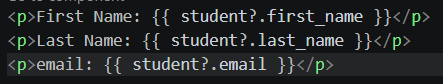 <p>First Name: {{ student?.first_name }}</p>
<p>Last Name: {{ student?.last_name }}</p>
<p>email: {{ student?.email }}</p>